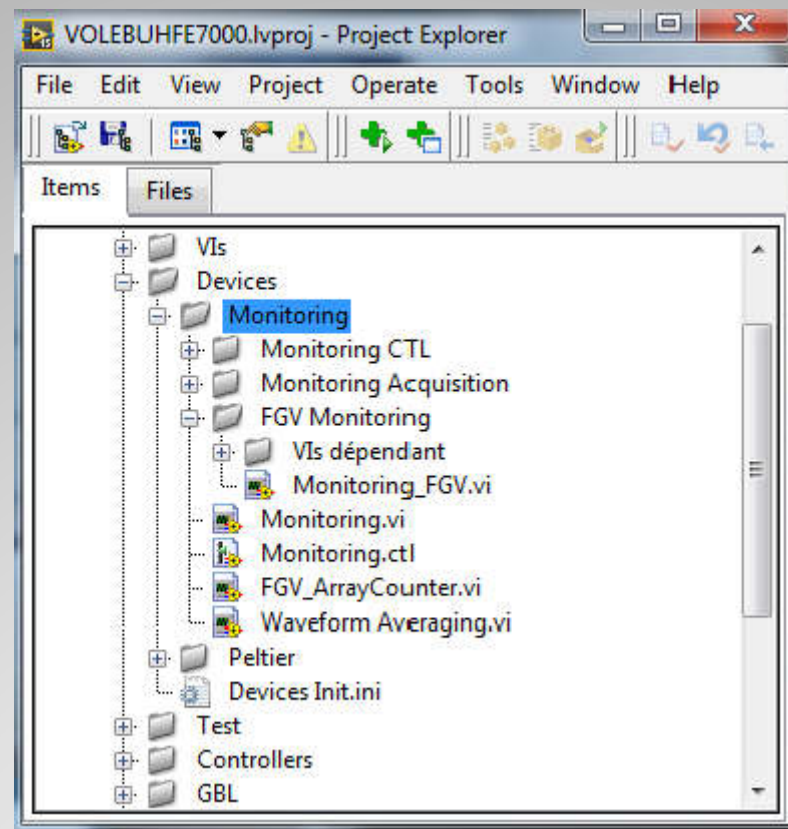 VOLEBUHFE7000.lvproj - Project Explorer
File Edit View Project Operate Tools Window Help
Items Files
VIs
Devices
Monitoring
Monitoring CTL
Monitoring Acquisition
FGV Monitoring
VIs dépendant
Monitoring_FGV.vi
Monitoring.vi
Monitoring.ctl
FGV_ArrayCounter.vi
Waveform Averaging.vi
Peltier
Devices Init.ini
Test
Controllers
GBL